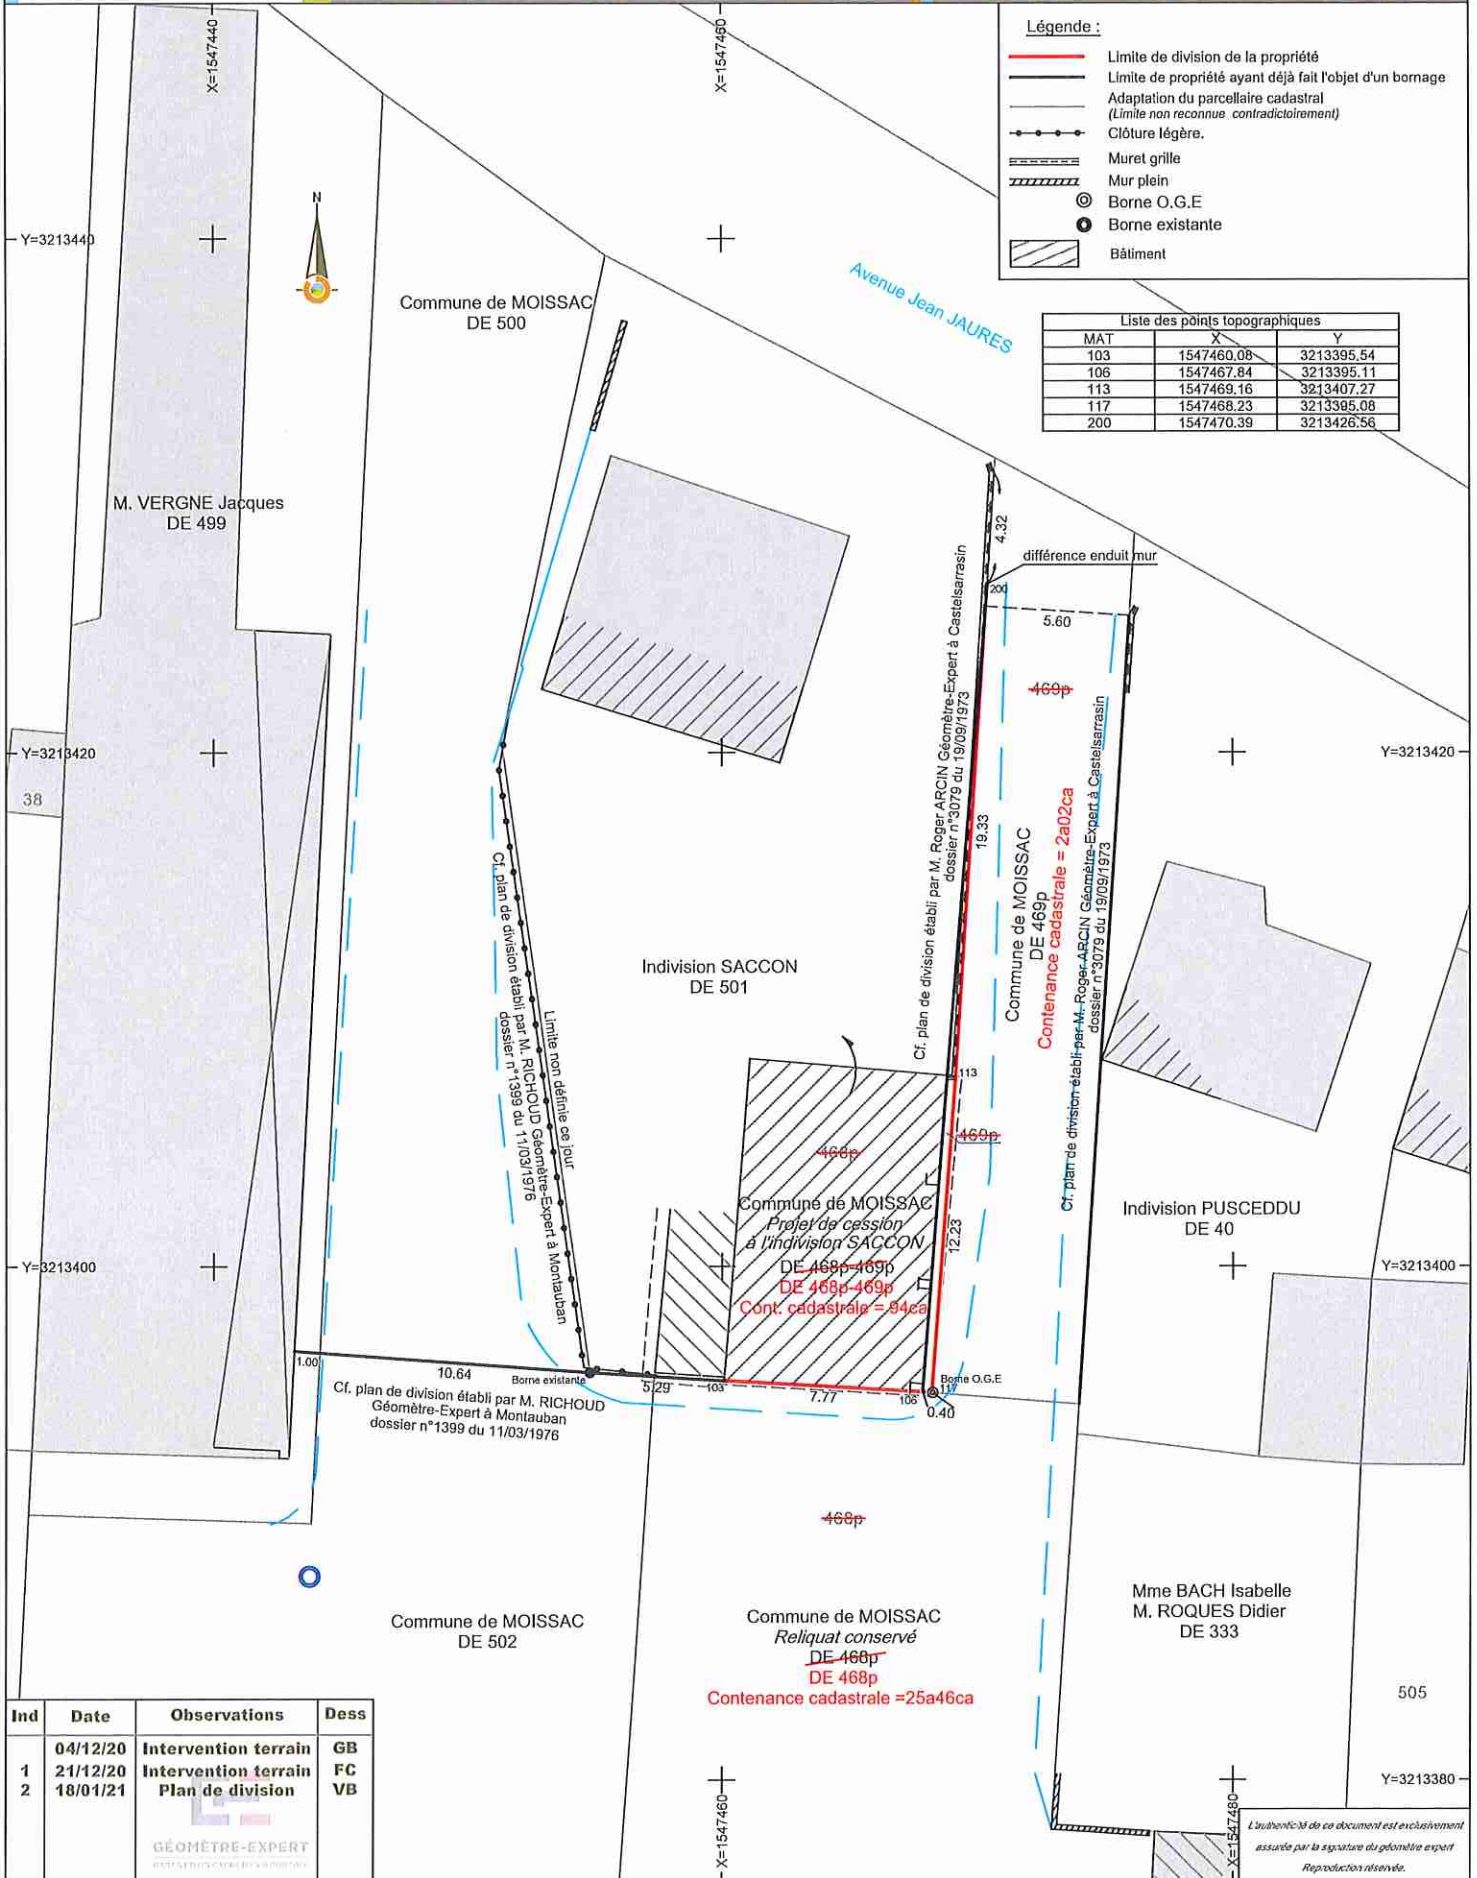 X=1547440
X=1547460
Légende :
Limite de division de la propriété
Limite de propriété ayant déjà fait l'objet d'un bornage
Adaptation du parcellaire cadastral
(Limite non reconnue contradictoirement)
Clôture légère.
Muret grille
Mur plein
Borne O.G.E
Borne existante
Bâtiment
Y=3213440
N
Commune de MOISSAC
DE 500
Avenue Jean JAURES
Liste des points topographiques
MAT X Y
103 1547460.08 3213395.54
106 1547467.84 3213395.11
113 1547469.16 3213407.27
117 1547468.23 3213395.08
200 1547470.39 3213426.56
M. VERGNE Jacques
DE 499
4.32
différence enduit mur
200
5.60
469p
Y=3213420
Y=3213420
38
Cf. plan de division établi par M. Roger ARCIN Géomètre-Expert à Castelsarrasin
dossier n°3079 du 19/09/1973
19.33
Commune de MOISSAC
DE 469p
Contenance cadastrale = 2a02ca
Cf. plan de division établi par M. Roger ARCIN Géomètre-Expert à Castelsarrasin
dossier n°3079 du 19/09/1973
Indivision SACCON
DE 501
Cf. plan de division établi par M. RICHOUD Géomètre-Expert à Montauban
dossier n°1399 du 11/03/1976
Limite non définie ce jour
113
469p
468p
Commune de MOISSAC
Projet de cession
à l'indivision SACCON
DE 468p-469p
DE 468p-469p
Cont. cadastrale = 94ca
12.23
Indivision PUSCEDDU
DE 40
Y=3213400
Y=3213400
1.00
10.64
Borne existante
5.29
103
7.77
106
Borne O.G.E
117
0.40
Cf. plan de division établi par M. RICHOUD
Géomètre-Expert à Montauban
dossier n°1399 du 11/03/1976
468p
Commune de MOISSAC
DE 502
Commune de MOISSAC
Reliquat conservé
DE 468p
DE 468p
Contenance cadastrale =25a46ca
Mme BACH Isabelle
M. ROQUES Didier
DE 333
505
Ind Date Observations Dess
04/12/20 Intervention terrain GB
1 21/12/20 Intervention terrain FC
2 18/01/21 Plan de division VB
GÉOMÈTRE-EXPERT
X=1547460
X=1547480
Y=3213380
L'authenticité de ce document est exclusivement
assurée par la signature du géomètre expert
Reproduction réservée.